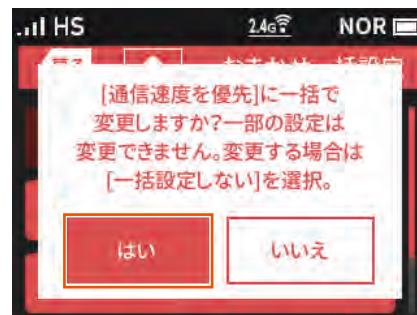 HS 2.4G NOR
[通信速度を優先]に一括で
変更しますか?一部の設定は
変更できません。変更する場合は
[一括設定しない]を選択。
はい いいえ